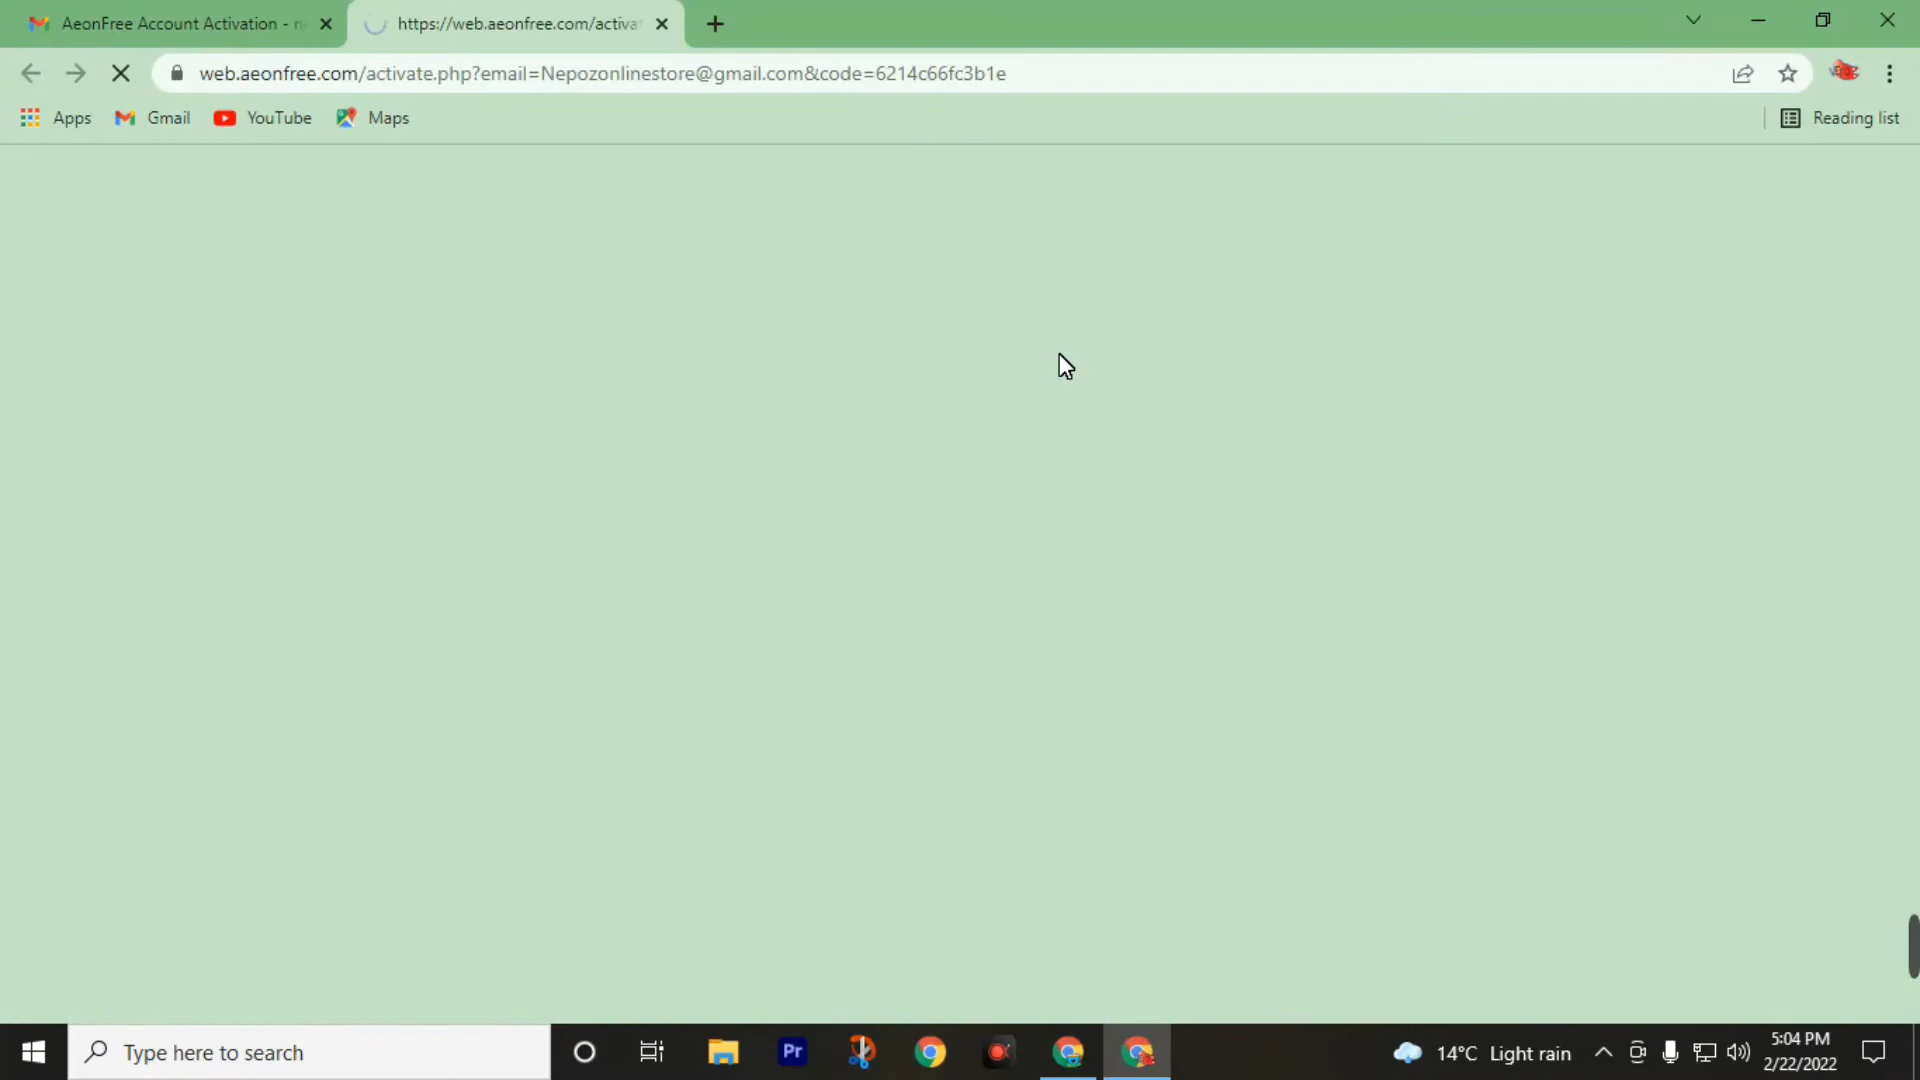 AeonFree Account Activation - n
https://web.aeonfree.com/activa
web.aeonfree.com/activate.php?email=Nepozonlinestore@gmail.com&code=6214c66fc3b1e
Apps
Gmail
YouTube
Maps
Reading list
Type here to search
Pr
14°C Light rain
5:04 PM
2/22/2022